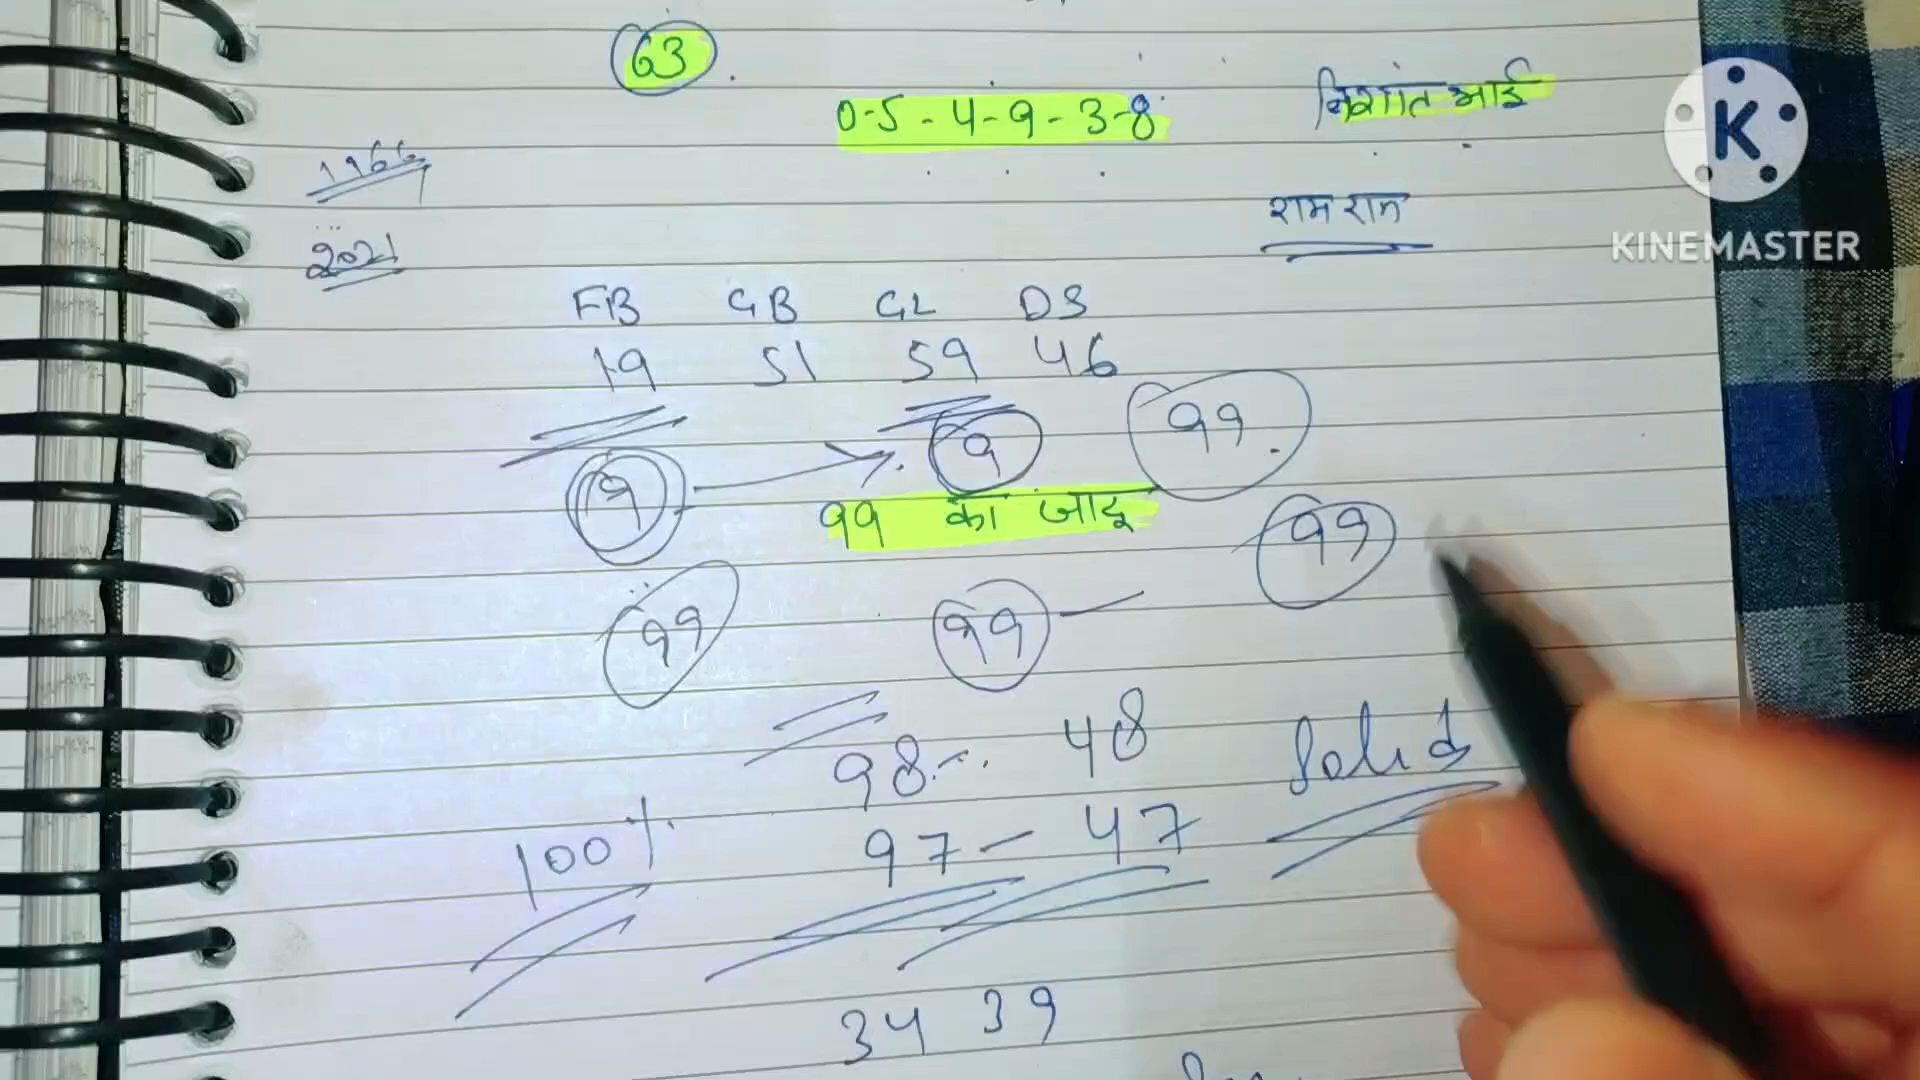 63
0-5-4-9-3-8
निशांत भाई
1966
राम राम
2021
FB GB GL DS
19 51 59 46
9 9 99
99 का जादू
99
99 99
98 48 Solid
100% 97 - 47
34 39
K
KINEMASTER